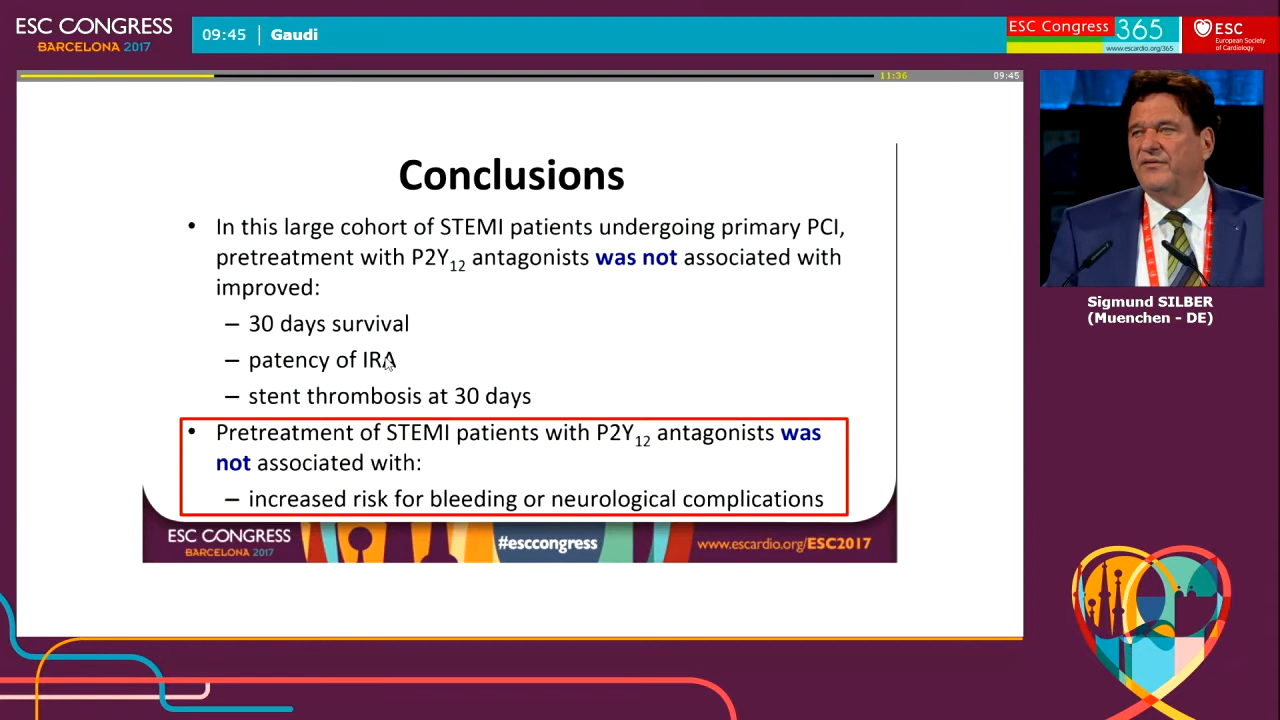 ESC CONGRESS
BARCELONA 2017
09:45 | Gaudi
ESC Congress 365
www.escardio.org/365
ESC
European Society
of Cardiology
11:36
09:45
Conclusions
• In this large cohort of STEMI patients undergoing primary PCI,
pretreatment with P2Y12 antagonists was not associated with
improved:
– 30 days survival
– patency of IRA
– stent thrombosis at 30 days
• Pretreatment of STEMI patients with P2Y12 antagonists was
not associated with:
– increased risk for bleeding or neurological complications
ESC CONGRESS
BARCELONA 2017
#esccongress
www.escardio.org/ESC2017
Sigmund SILBER
(Muenchen - DE)